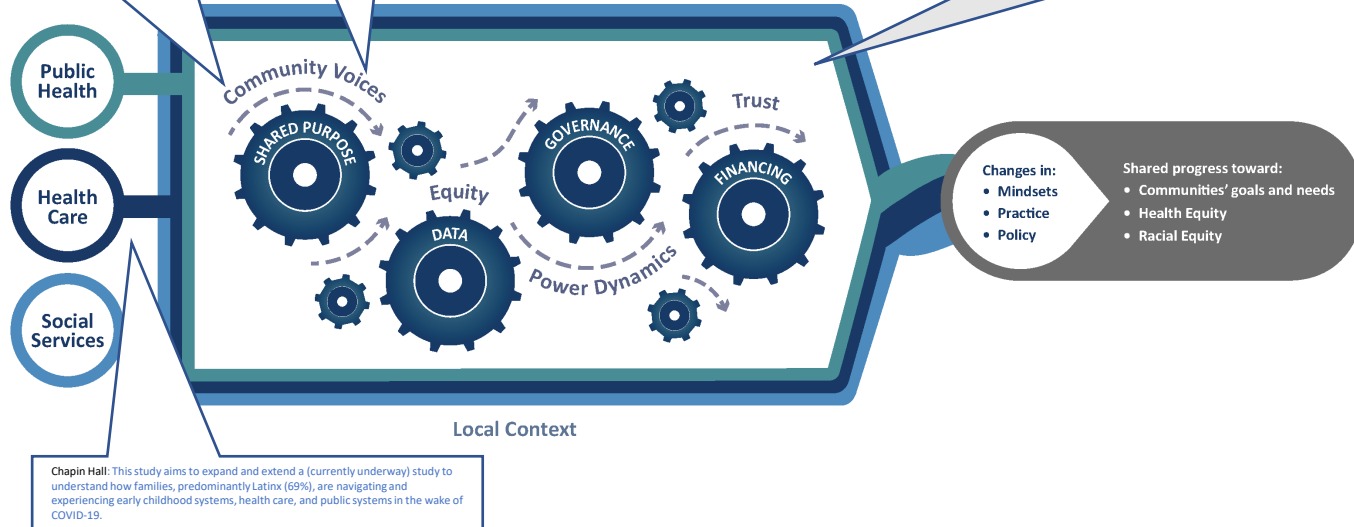 Public
Health
Health
Care
Social
Services
Community Voices
SHARED PURPOSE
Equity
DATA
GOVERNANCE
Power Dynamics
Trust
FINANCING
Local Context
Changes in:
• Mindsets
• Practice
• Policy
Shared progress toward:
• Communities’ goals and needs
• Health Equity
• Racial Equity
Chapin Hall: This study aims to expand and extend a (currently underway) study to
understand how families, predominantly Latinx (69%), are navigating and
experiencing early childhood systems, health care, and public systems in the wake of
COVID-19.